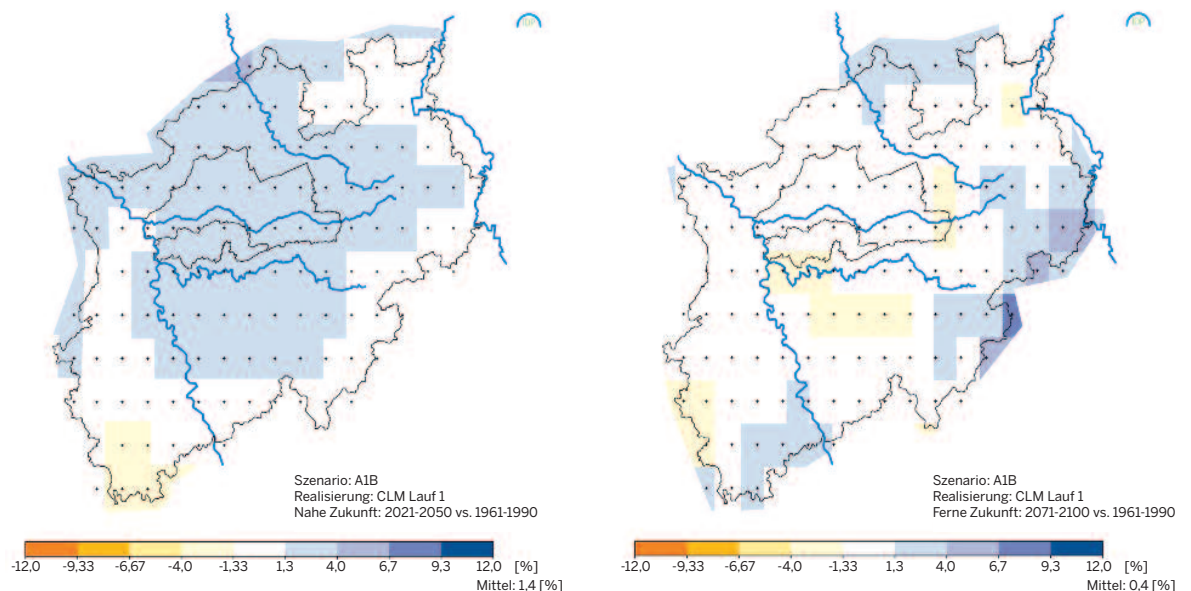 Szenario: A1B
Realisierung: CLM Lauf 1
Nahe Zukunft: 2021-2050 vs. 1961-1990
-12,0 -9,33 -6,67 -4,0 -1,33 1,3 4,0 6,7 9,3 12,0 [%]
Mittel: 1,4 [%]
Szenario: A1B
Realisierung: CLM Lauf 1
Ferne Zukunft: 2071-2100 vs. 1961-1990
-12,0 -9,33 -6,67 -4,0 -1,33 1,3 4,0 6,7 9,3 12,0 [%]
Mittel: 0,4 [%]